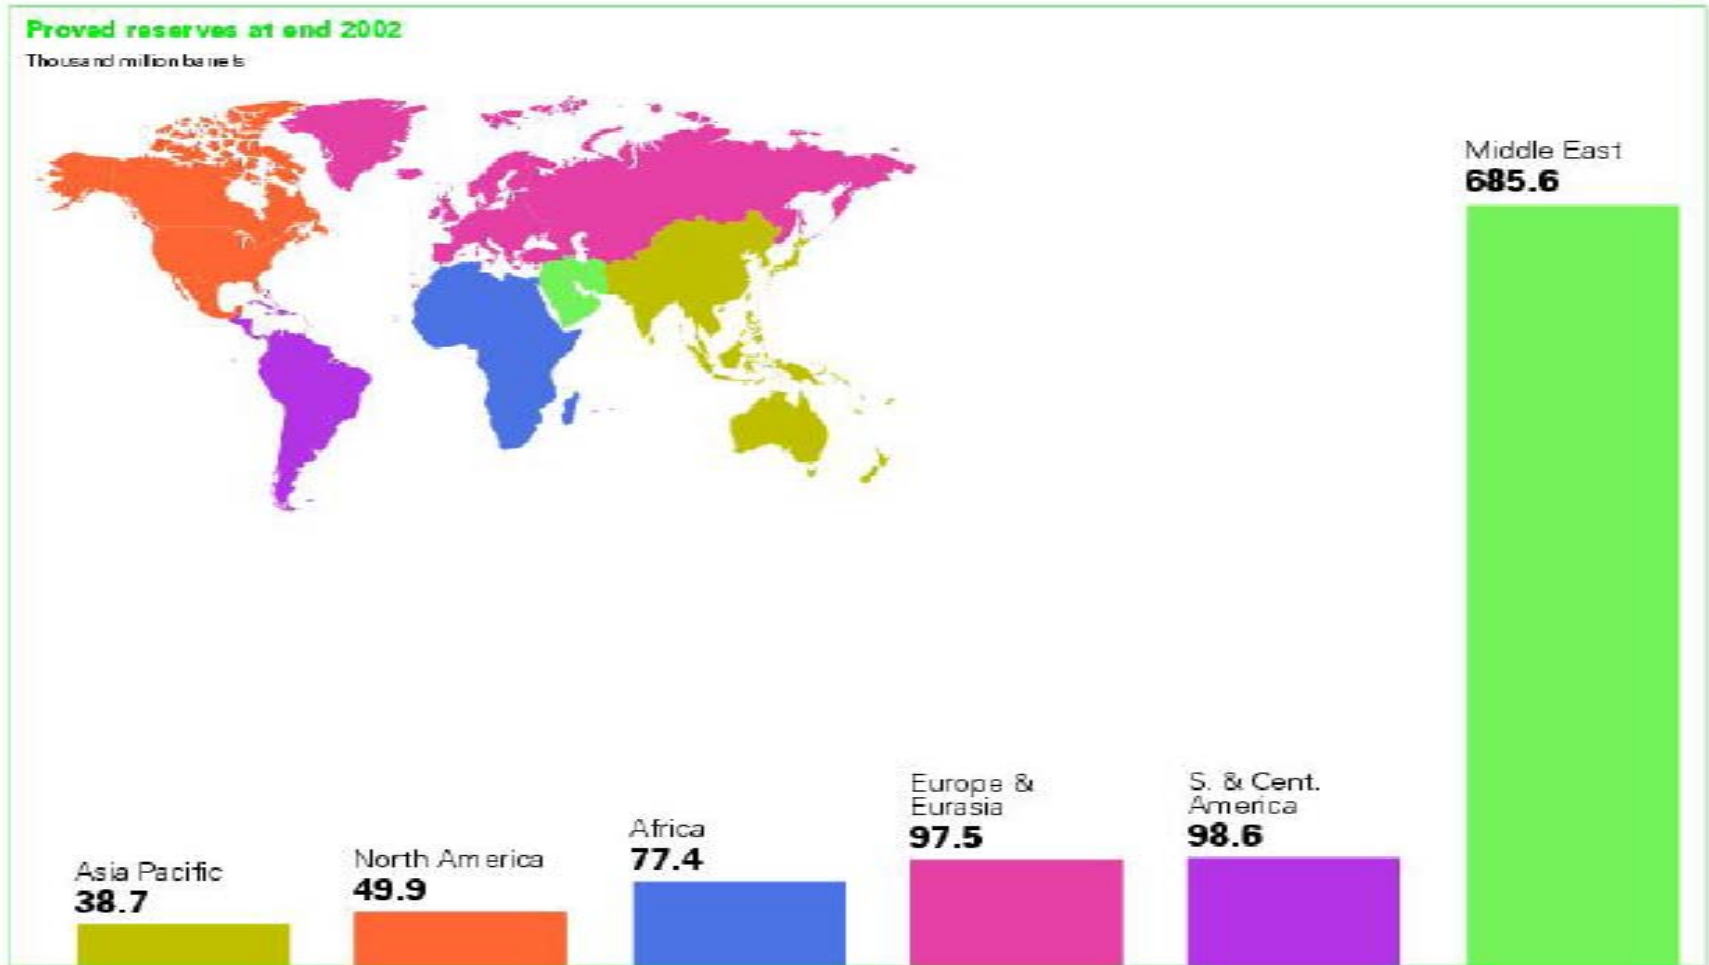 Proved reserves at end 2002
Thousand million barrels
Middle East
685.6
Europe &
Eurasia
97.5
S. & Cent.
America
98.6
Africa
77.4
North America
49.9
Asia Pacific
38.7